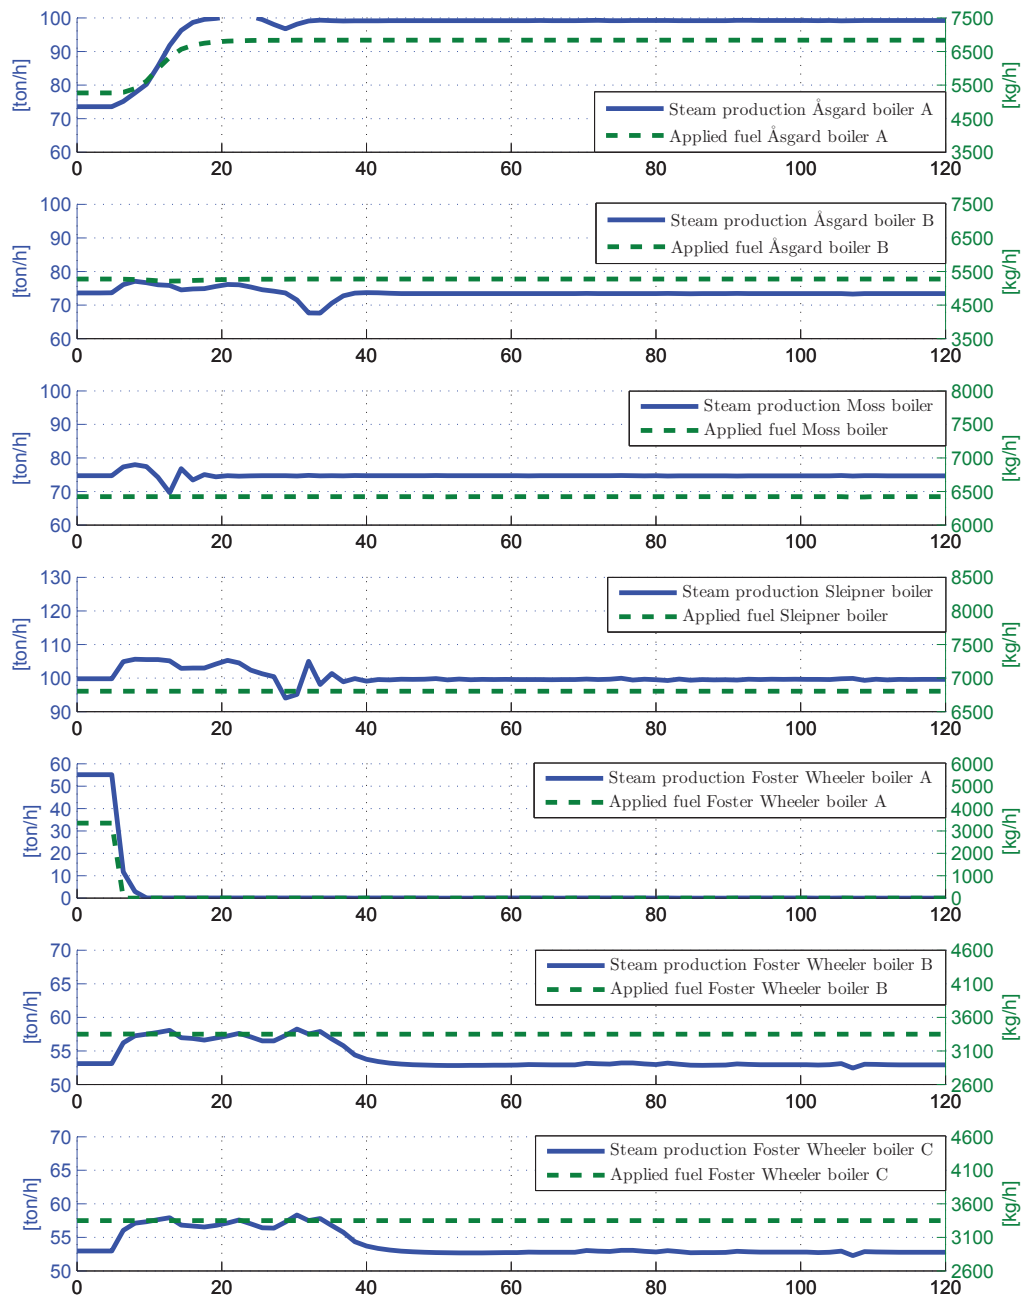 100 7500
90 6500
80 5500
70 4500
60 3500
[ton/h] [kg/h]
Steam production Åsgard boiler A
Applied fuel Åsgard boiler A
0 20 40 60 80 100 120
100 7500
90 6500
80 5500
70 4500
60 3500
[ton/h] [kg/h]
Steam production Åsgard boiler B
Applied fuel Åsgard boiler B
0 20 40 60 80 100 120
100 8000
90 7500
80 7000
70 6500
60 6000
[ton/h] [kg/h]
Steam production Moss boiler
Applied fuel Moss boiler
0 20 40 60 80 100 120
130 8500
120 8000
110 7500
100 7000
90 6500
[ton/h] [kg/h]
Steam production Sleipner boiler
Applied fuel Sleipner boiler
0 20 40 60 80 100 120
60 6000
50 5000
40 4000
30 3000
20 2000
10 1000
0 0
[ton/h] [kg/h]
Steam production Foster Wheeler boiler A
Applied fuel Foster Wheeler boiler A
0 20 40 60 80 100 120
70 4600
65 4100
60 3600
55 3100
50 2600
[ton/h] [kg/h]
Steam production Foster Wheeler boiler B
Applied fuel Foster Wheeler boiler B
0 20 40 60 80 100 120
70 4600
65 4100
60 3600
55 3100
50 2600
[ton/h] [kg/h]
Steam production Foster Wheeler boiler C
Applied fuel Foster Wheeler boiler C
0 20 40 60 80 100 120